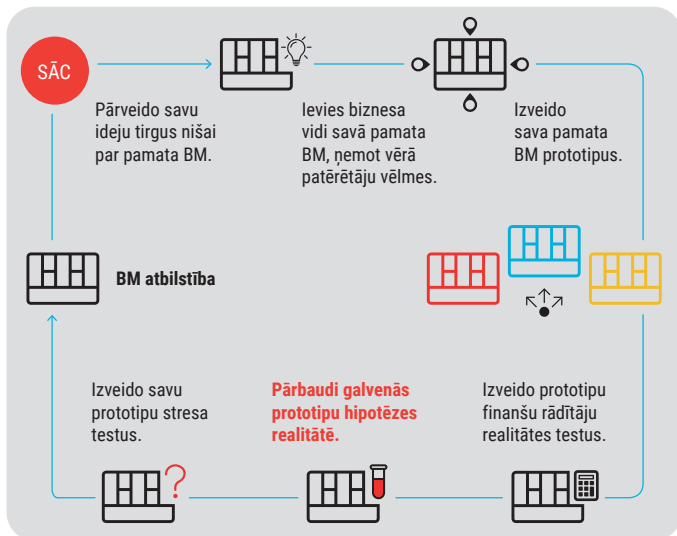 SĀC
Pārveido savu
ideju tirgus nišai
par pamata BM.
Ievies biznesa
vidi savā pamata
BM, ņemot vērā
patērētāju vēlmes.
Izveido
sava pamata
BM prototipus.
BM atbilstība
Izveido savu
prototipu stresa
testus.
Pārbaudi galvenās
prototipu hipotēzes
realitātē.
Izveido prototipu
finanšu rādītāju
realitātes testus.